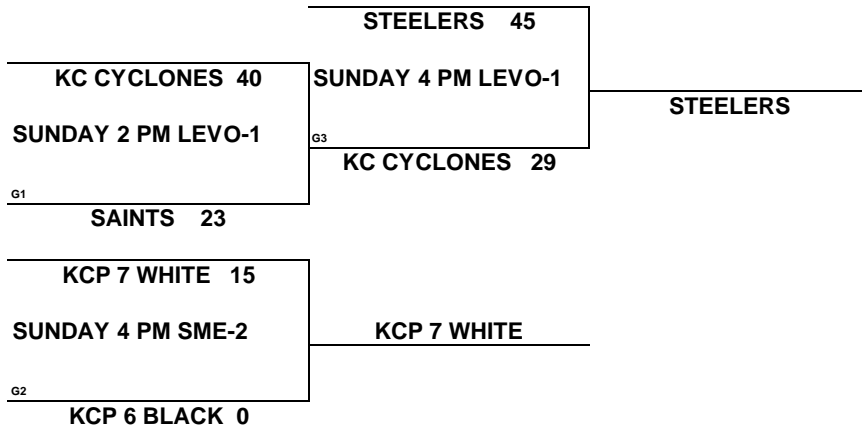 STEELERS 45
KC CYCLONES 40
SUNDAY 4 PM LEVO-1
STEELERS
SUNDAY 2 PM LEVO-1
G3
KC CYCLONES 29
G1
SAINTS 23
KCP 7 WHITE 15
SUNDAY 4 PM SME-2
KCP 7 WHITE
G2
KCP 6 BLACK 0